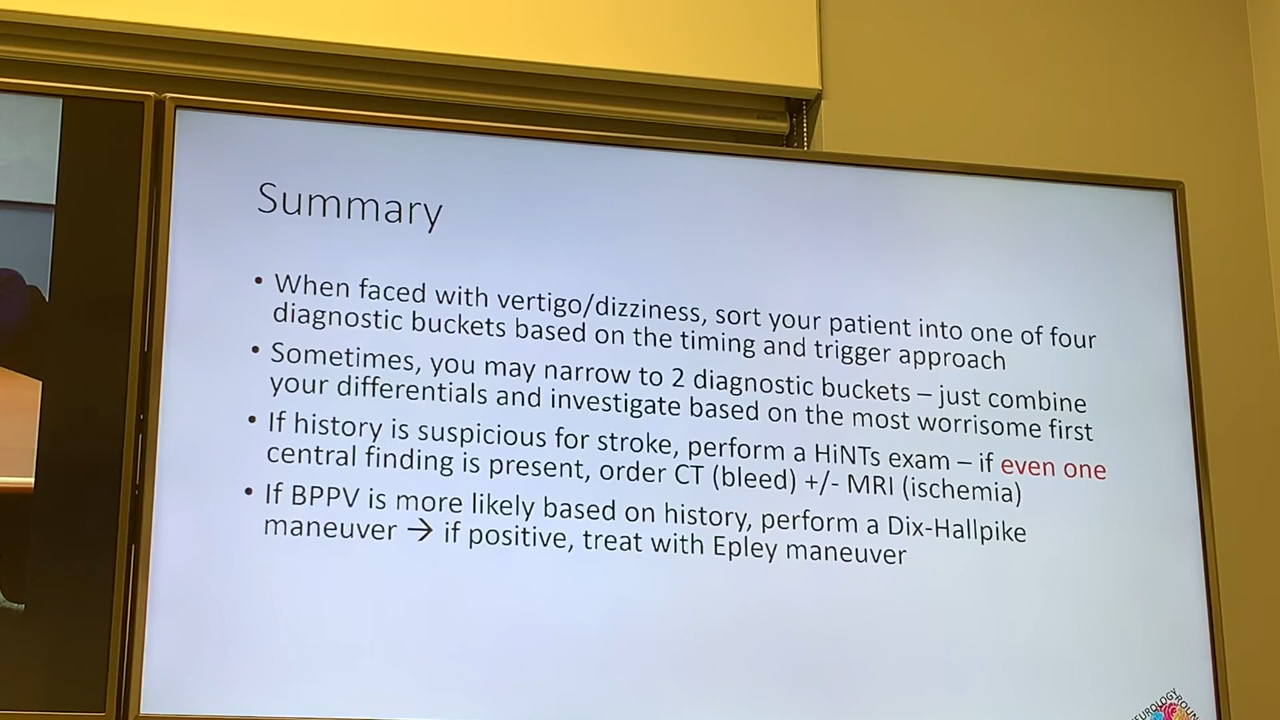 Summary
• When faced with vertigo/dizziness, sort your patient into one of four
diagnostic buckets based on the timing and trigger approach
• Sometimes, you may narrow to 2 diagnostic buckets – just combine
your differentials and investigate based on the most worrisome first
• If history is suspicious for stroke, perform a HiNTs exam – if even one
central finding is present, order CT (bleed) +/- MRI (ischemia)
• If BPPV is more likely based on history, perform a Dix-Hallpike
maneuver → if positive, treat with Epley maneuver